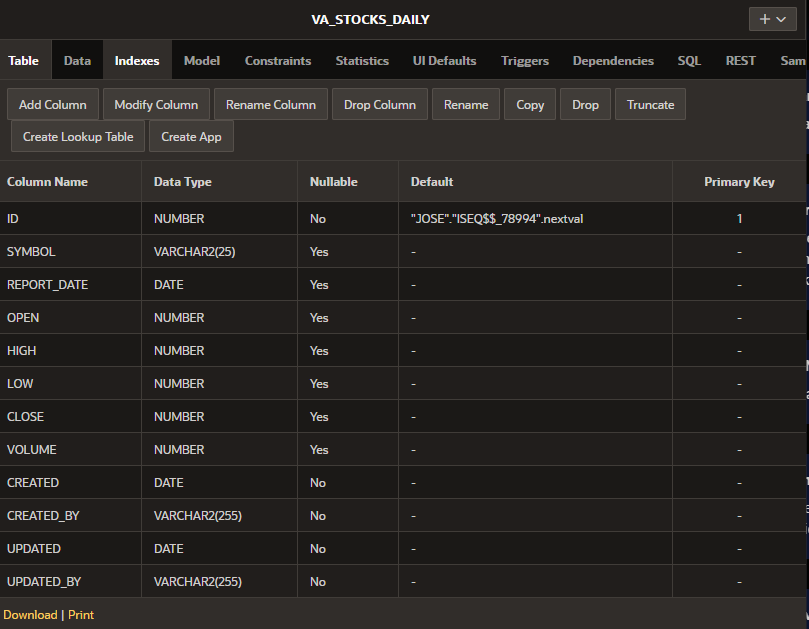 VA_STOCKS_DAILY
+
Table Data Indexes Model Constraints Statistics UI Defaults Triggers Dependencies SQL REST Sam
Add Column Modify Column Rename Column Drop Column Rename Copy Drop Truncate
Create Lookup Table Create App
Column Name Data Type Nullable Default Primary Key
ID NUMBER No "JOSE"."ISEQ$$_78994".nextval 1
SYMBOL VARCHAR2(25) Yes - -
REPORT_DATE DATE Yes - -
OPEN NUMBER Yes - -
HIGH NUMBER Yes - -
LOW NUMBER Yes - -
CLOSE NUMBER Yes - -
VOLUME NUMBER Yes - -
CREATED DATE No - -
CREATED_BY VARCHAR2(255) No - -
UPDATED DATE No - -
UPDATED_BY VARCHAR2(255) No - -
Download | Print